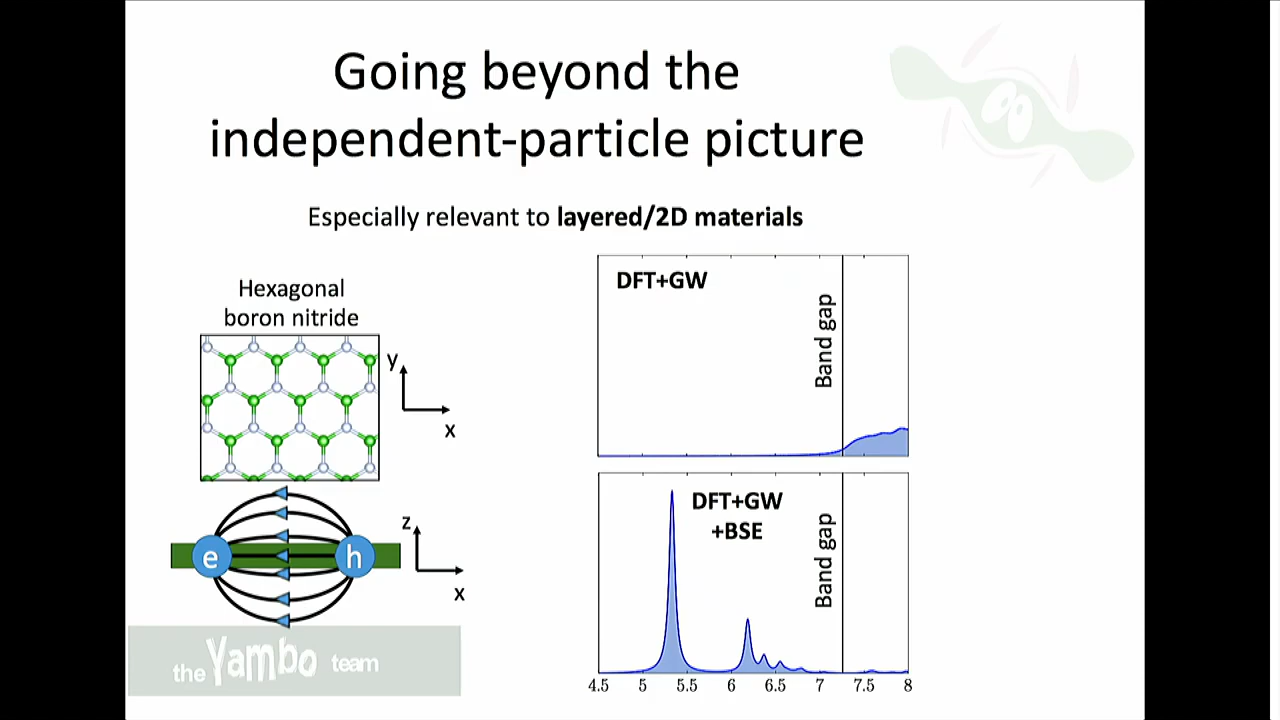 Going beyond the
independent-particle picture
Especially relevant to layered/2D materials
Hexagonal
boron nitride
y
x
z
x
e
h
the Yambo team
DFT+GW
Band gap
DFT+GW
+BSE
Band gap
4.5 5 5.5 6 6.5 7 7.5 8